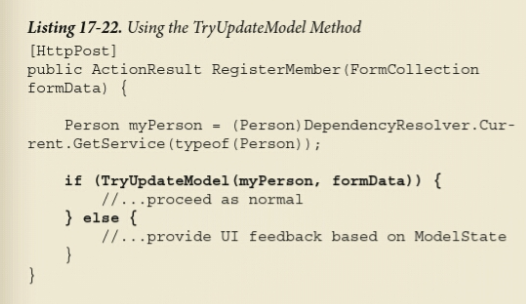 Listing 17-22. Using the TryUpdateModel Method
[HttpPost]
public ActionResult RegisterMember(FormCollection
formData) {
Person myPerson = (Person)DependencyResolver.Cur-
rent.GetService(typeof(Person));
if (TryUpdateModel(myPerson, formData)) {
//...proceed as normal
} else {
//...provide UI feedback based on ModelState
}
}